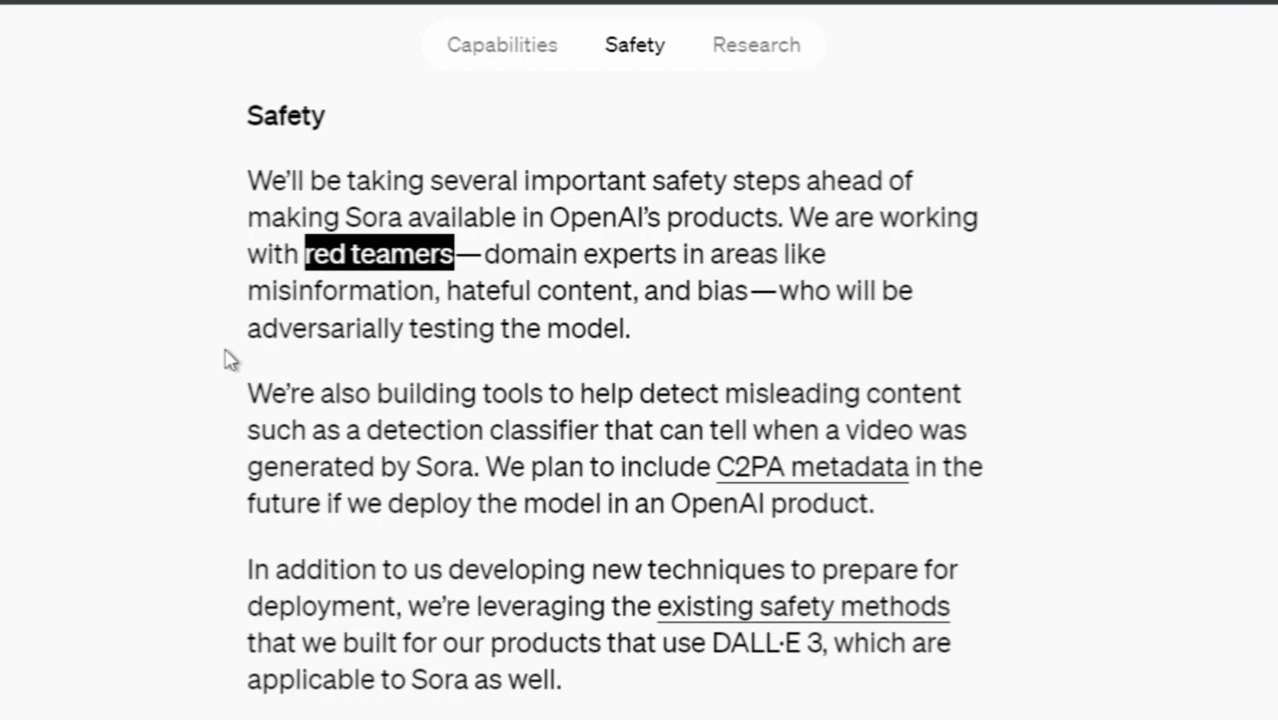 Capabilities Safety Research
Safety
We’ll be taking several important safety steps ahead of
making Sora available in OpenAI’s products. We are working
with red teamers—domain experts in areas like
misinformation, hateful content, and bias—who will be
adversarially testing the model.
We’re also building tools to help detect misleading content
such as a detection classifier that can tell when a video was
generated by Sora. We plan to include C2PA metadata in the
future if we deploy the model in an OpenAI product.
In addition to us developing new techniques to prepare for
deployment, we’re leveraging the existing safety methods
that we built for our products that use DALL·E 3, which are
applicable to Sora as well.